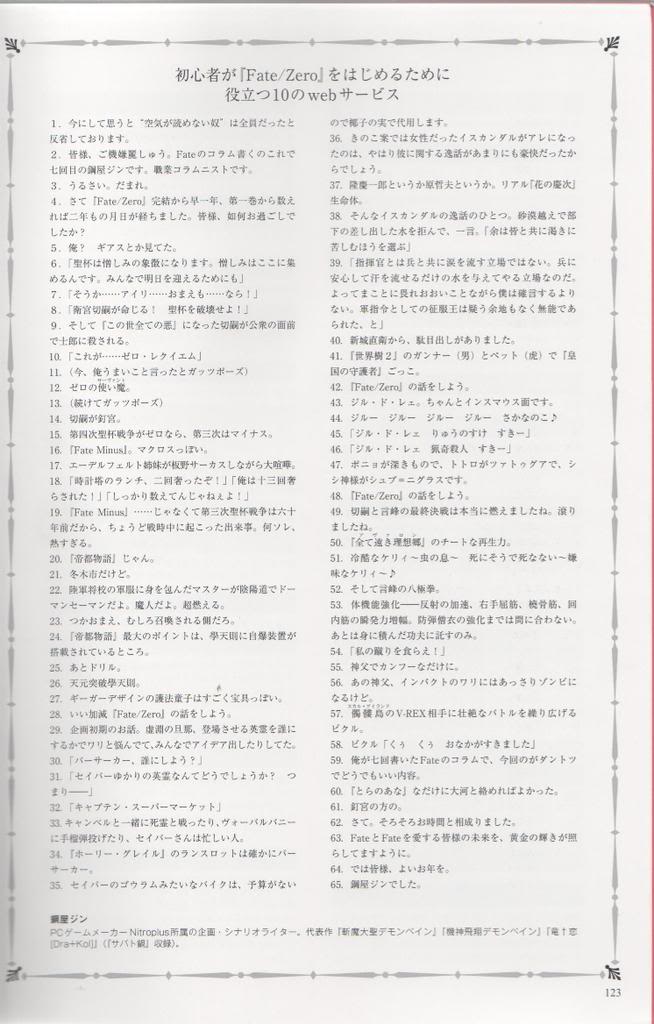 初心者が『Fate/Zero』をはじめるために
役立つ10のwebサービス
1．今にして思うと“空気が読めない奴”は全員だったと
反省しております。
2．皆様、ご機嫌麗しゅう。Fateのコラム書くのこれで
七回目の鋼屋ジンです。職業コラムニストです。
3．うるさい。だまれ。
4．さて『Fate/Zero』完結から早一年、第一巻から数え
れば二年もの月日が経ちました。皆様、如何お過ごしで
したか？
5．俺？　ギアスとか見てた。
6．「聖杯は憎しみの象徴になります。憎しみはここに集
めるんです。みんなで明日を迎えるためにも」
7．「そうか……アイリ……おまえも……なら！」
8．「衛宮切嗣が命じる！　聖杯を破壊せよ！」
9．そして『この世全ての悪』になった切嗣が公衆の面前
で士郎に殺される。
10．「これが……ゼロ・レクイエム」
11．（今、俺うまいこと言ったとガッツポーズ）
12．ゼロの使い魔。
13．（続けてガッツポーズ）
14．切嗣が釘宮。
15．第四次聖杯戦争がゼロなら、第三次はマイナス。
16．『Fate Minus』。マクロスっぽい。
17．エーデルフェルト姉妹が板野サーカスしながら大喧嘩。
18．「時計塔のランチ、二回奢ったぞ！」「俺は十三回奢
らされた！」「しっかり数えてんじゃねぇよ！」
19．『Fate Minus』……じゃなくて第三次聖杯戦争は六十
年前だから、ちょうど戦時中に起こった出来事。何ソレ、
熱すぎる。
20．『帝都物語』じゃん。
21．冬木市だけど。
22．陸軍将校の軍服に身を包んだマスターが陰陽道でドー
マンセーマンだよ。魔人だよ。超燃える。
23．つかおまえ、むしろ召喚される側だろ。
24．『帝都物語』最大のポイントは、學天則に自爆装置が
搭載されているところ。
25．あとドリル。
26．天元突破學天則。
27．ギーガーデザインの護法童子はすごく宝具っぽい。
28．いい加減『Fate/Zero』の話をしよう。
29．企画初期のお話。虚淵の旦那、登場させる英霊を誰に
するかでワリと悩んでて、みんなでアイデア出したりしてた。
30．「バーサーカー、誰にしよう？」
31．「セイバーゆかりの英霊なんてどうでしょうか？　つ
まり――」
32．「キャプテン・スーパーマーケット」
33．キャンベルと一緒に死霊と戦ったり、ヴォーパルバニー
に手榴弾投げたり、セイバーさんは忙しい人。
34．『ホーリー・グレイル』のランスロットは確かにバー
サーカー。
35．セイバーのゴウラムみたいなバイクは、予算がない
ので椰子の実で代用します。
36．きのこ案では女性だったイスカンダルがアレになっ
たのは、やはり彼に関する逸話があまりにも豪快だったか
らでしょう。
37．隆慶一郎というか原哲夫というか。リアル『花の慶次』
生命体。
38．そんなイスカンダルの逸話のひとつ。砂漠越えで部
下の差し出した水を拒んで、一言。「余は皆と共に渇きに
苦しむほうを選ぶ」
39．「指揮官とは兵と共に涙を流す立場ではない。兵に
安心して汗を流せるだけの水を与えてやる立場なのだ。
よってまことに畏れおおいことながら僕は確言するより
ない。軍指令としての征服王は疑う余地もなく無能であ
られた、と」
40．新城直衛から、駄目出しがありました。
41．『世界樹２』のガンナー（男）とペット（虎）で『皇
国の守護者』ごっこ。
42．『Fate/Zero』の話をしよう。
43．ジル・ド・レェ。ちゃんとインスマウス面です。
44．ジルー　ジルー　ジルー　ジルー　さかなのこ♪
45．「ジル・ド・レェ　りゅうのすけ　すきー」
46．「ジル・ド・レェ　猟奇殺人　すきー」
47．ポニョが深きもので、トトロがツァトゥグアで、シ
シ神様がシュブ＝ニグラスです。
48．『Fate/Zero』の話をしよう。
49．切嗣と言峰の最終決戦は本当に燃えましたね。滾り
ましたね。
50．『全て遠き理想郷』のチートな再生力。
51．冷酷なケリィ～虫の息～　死にそうで死なない～嫌
味なケリィ～♪
52．そして言峰の八極拳。
53．体機能強化――反射の加速、右手屈筋、橈骨筋、回
内筋の瞬発力増幅。防弾僧衣の強化までは間に合わない。
あとは身に積んだ功夫に託すのみ。
54．「私の蹴りを食らえ！」
55．神父でカンフーなだけに。
56．あの神父、インパクトのワリにはあっさりゾンビに
なるけど。
57．髑髏島のV-REX相手に壮絶なバトルを繰り広げる
ピクル。
58．ピクル「くぅ　くぅ　おなかがすきました」
59．俺が七回書いたFateのコラムで、今回のがダントツ
でどうでもいい内容。
60．『とらのあな』なだけに大河と絡めればよかった。
61．釘宮の方の。
62．さて。そろそろお時間と相成りました。
63．FateとFateを愛する皆様の未来を、黄金の輝きが照
らしてますように。
64．では皆様、よいお年を。
65．鋼屋ジンでした。
鋼屋ジン
PCゲームメーカーNitroplus所属の企画・シナリオライター。代表作『斬魔大聖デモンベイン』『機神飛翔デモンベイン』『竜†恋
[Dra+Koi]』（『サバト鍋』収録）。
123